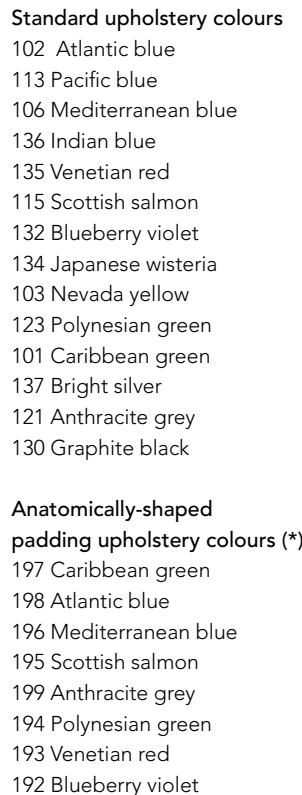 Standard upholstery colours
102 Atlantic blue
113 Pacific blue
106 Mediterranean blue
136 Indian blue
135 Venetian red
115 Scottish salmon
132 Blueberry violet
134 Japanese wisteria
103 Nevada yellow
123 Polynesian green
101 Caribbean green
137 Bright silver
121 Anthracite grey
130 Graphite black
Anatomically-shaped
padding upholstery colours (*)
197 Caribbean green
198 Atlantic blue
196 Mediterranean blue
195 Scottish salmon
199 Anthracite grey
194 Polynesian green
193 Venetian red
192 Blueberry violet